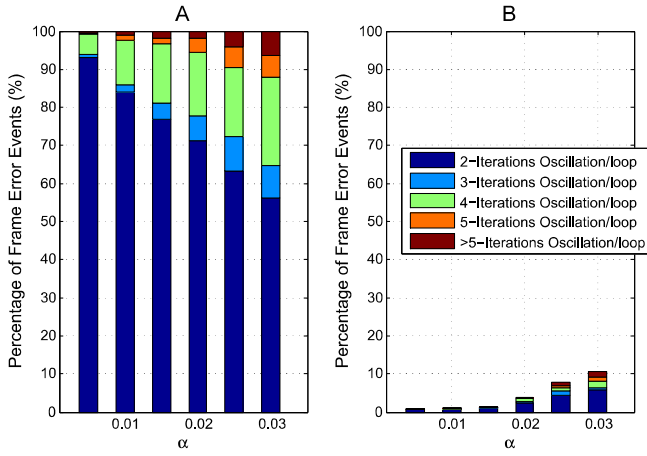 A
Percentage of Frame Error Events (%)
100
90
80
70
60
50
40
30
20
10
0
0.01
0.02
0.03
α
B
Percentage of Frame Error Events (%)
100
90
80
70
60
50
40
30
20
10
0
2-Iterations Oscillation/loop
3-Iterations Oscillation/loop
4-Iterations Oscillation/loop
5-Iterations Oscillation/loop
>5-Iterations Oscillation/loop
0.01
0.02
0.03
α